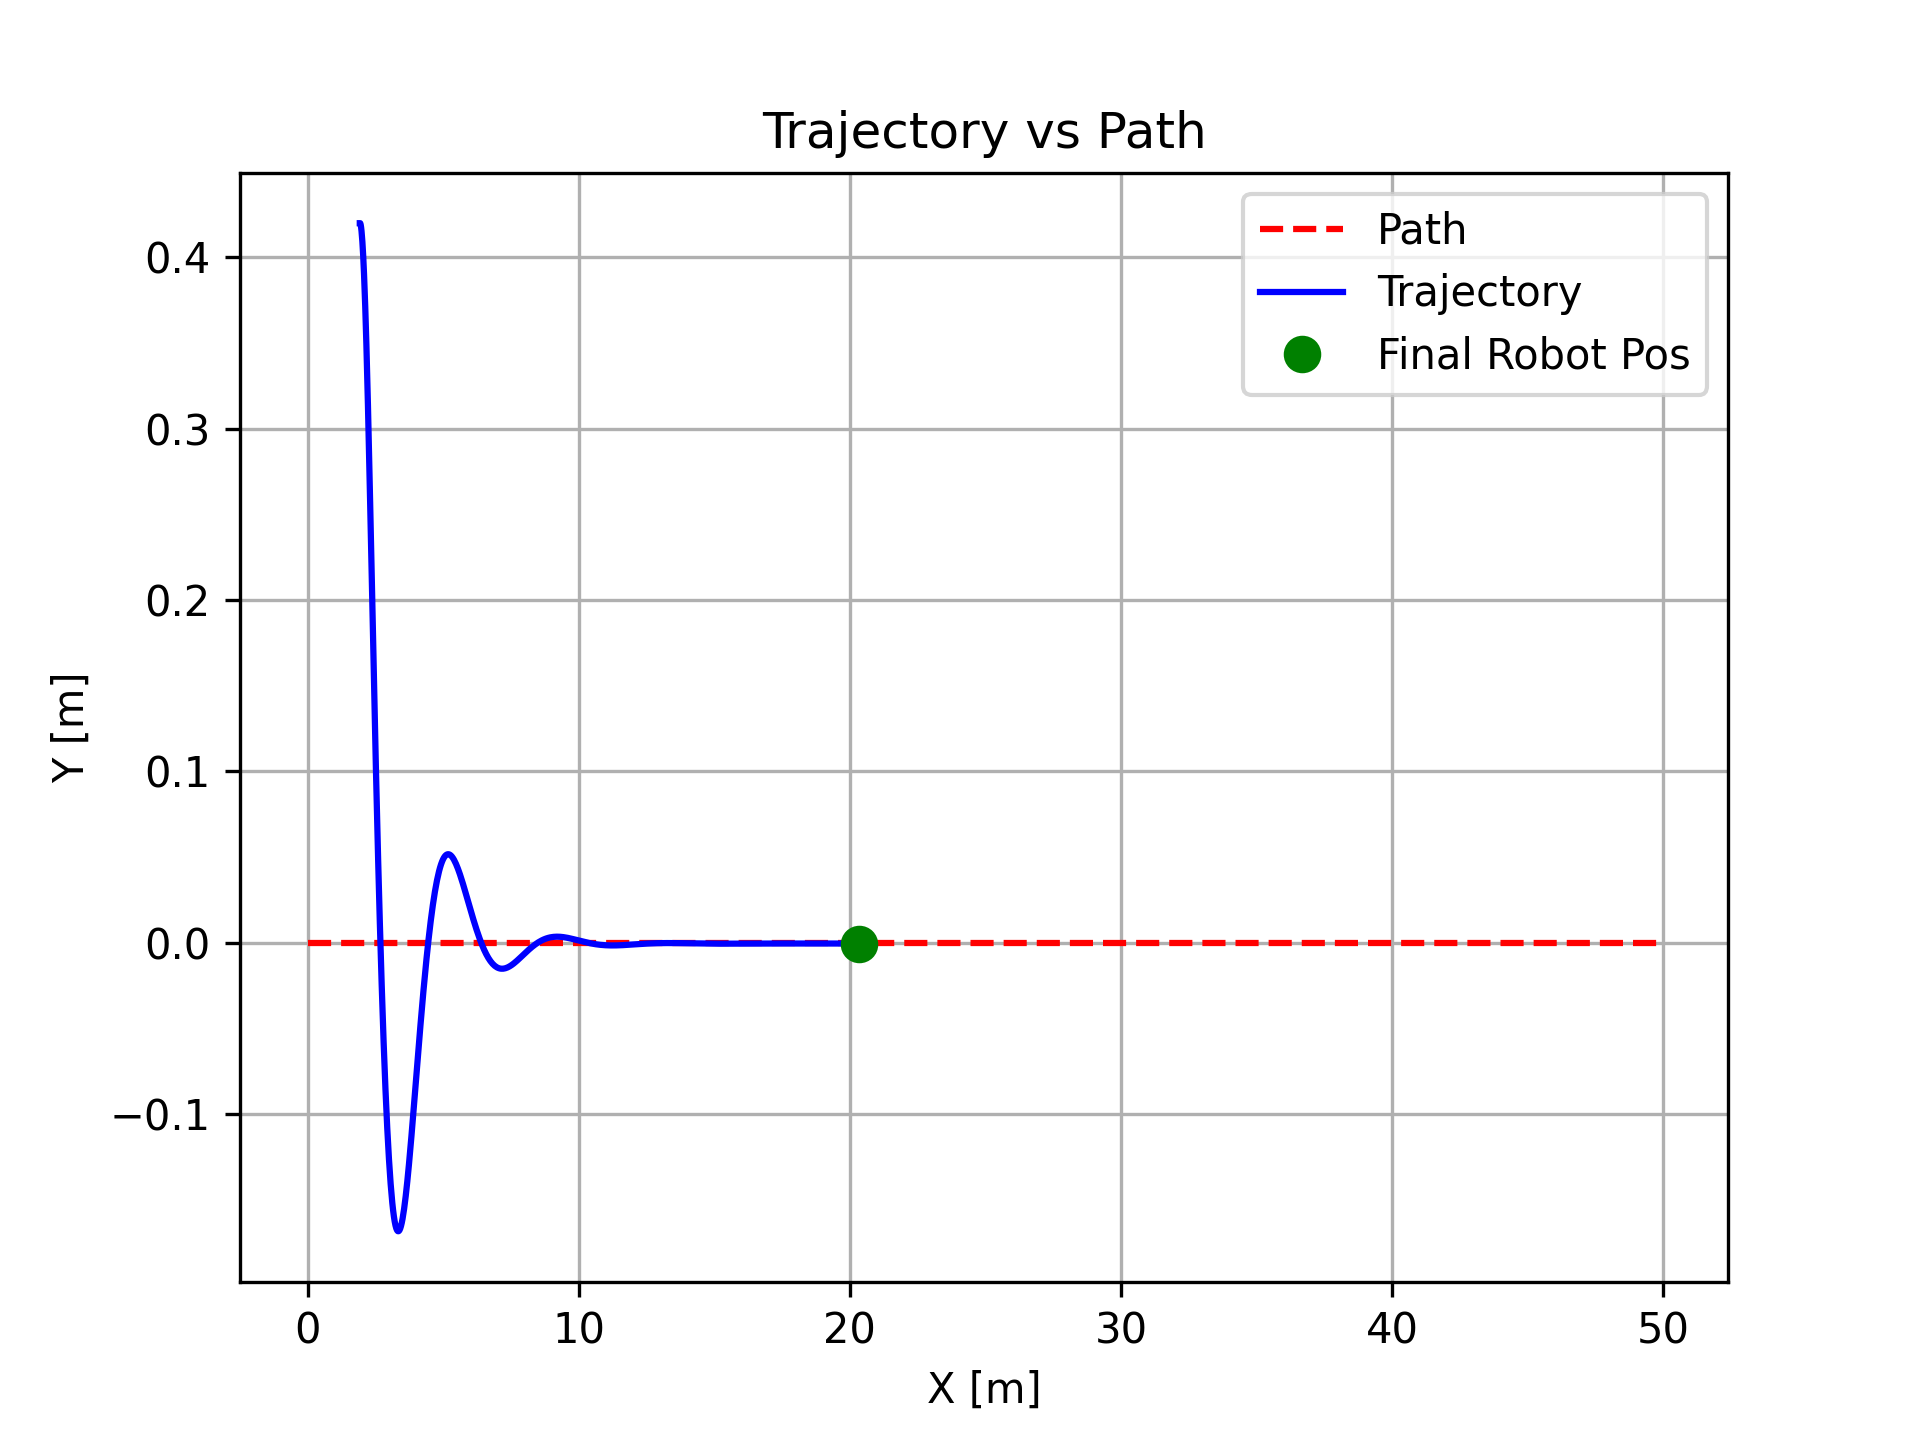 Trajectory vs Path
Path
Trajectory
Final Robot Pos
0.4
0.3
0.2
0.1
0.0
−0.1
Y [m]
0 10 20 30 40 50
X [m]